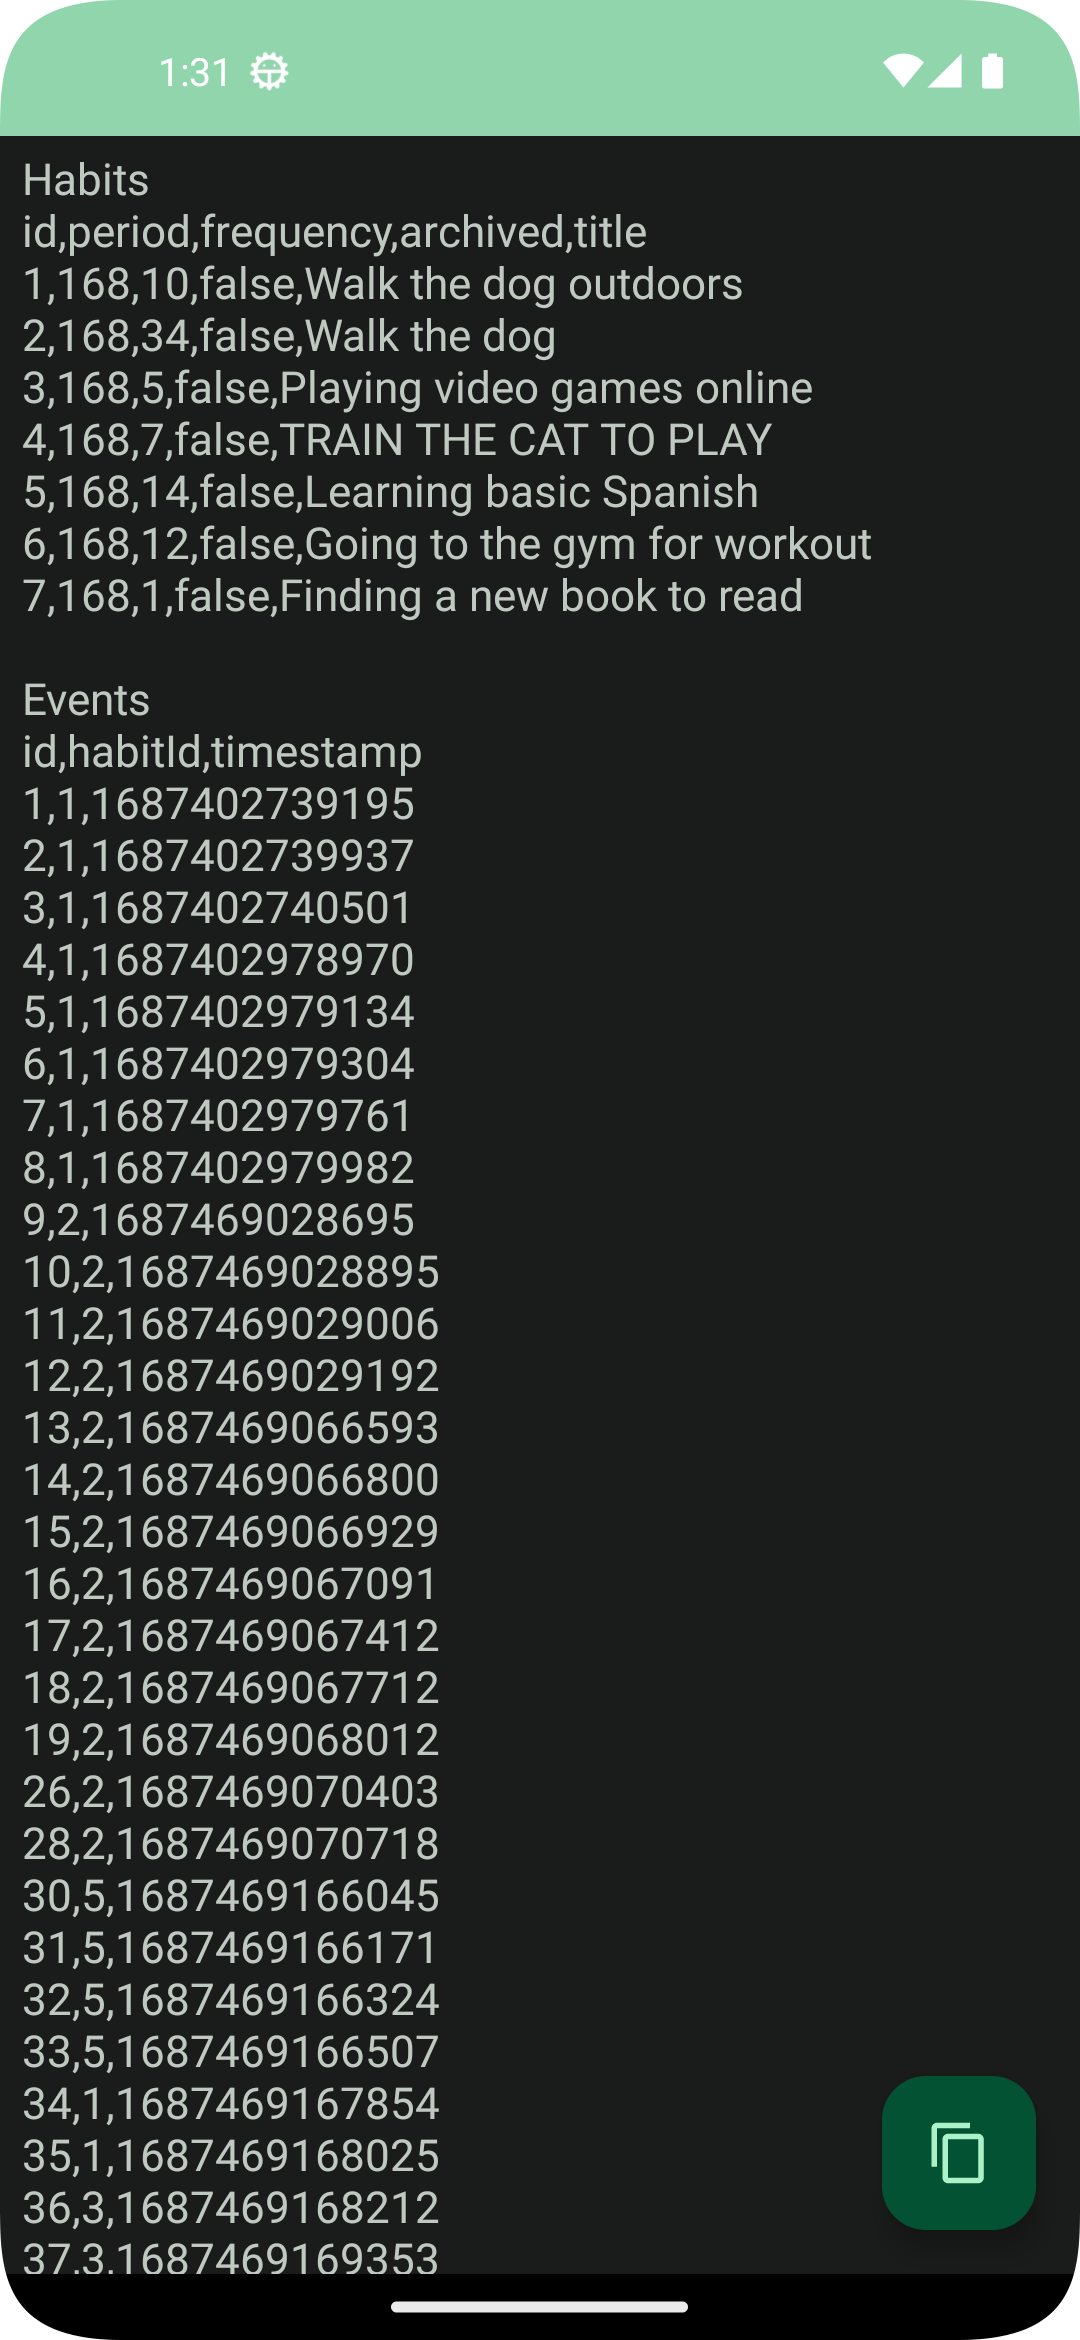 1:31
Habits
id,period,frequency,archived,title
1,168,10,false,Walk the dog outdoors
2,168,34,false,Walk the dog
3,168,5,false,Playing video games online
4,168,7,false,TRAIN THE CAT TO PLAY
5,168,14,false,Learning basic Spanish
6,168,12,false,Going to the gym for workout
7,168,1,false,Finding a new book to read
Events
id,habitId,timestamp
1,1,1687402739195
2,1,1687402739937
3,1,1687402740501
4,1,1687402978970
5,1,1687402979134
6,1,1687402979304
7,1,1687402979761
8,1,1687402979982
9,2,1687469028695
10,2,1687469028895
11,2,1687469029006
12,2,1687469029192
13,2,1687469066593
14,2,1687469066800
15,2,1687469066929
16,2,1687469067091
17,2,1687469067412
18,2,1687469067712
19,2,1687469068012
26,2,1687469070403
28,2,1687469070718
30,5,1687469166045
31,5,1687469166171
32,5,1687469166324
33,5,1687469166507
34,1,1687469167854
35,1,1687469168025
36,3,1687469168212
37,3,1687469169353